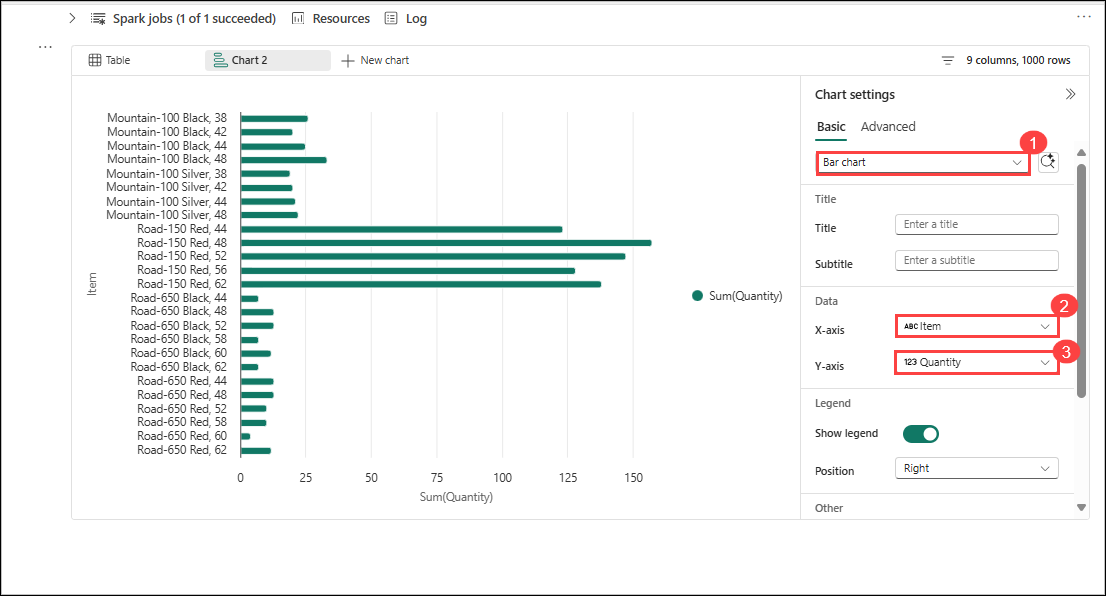 Spark jobs (1 of 1 succeeded) Resources Log
Table Chart 2 New chart 9 columns, 1000 rows
Chart settings
Basic Advanced
1
Bar chart
Title
Title Enter a title
Subtitle Enter a subtitle
Data
2
X-axis ABC Item
3
Y-axis 123 Quantity
Legend
Show legend
Position Right
Other
Item
Mountain-100 Black, 38
Mountain-100 Black, 42
Mountain-100 Black, 44
Mountain-100 Black, 48
Mountain-100 Silver, 38
Mountain-100 Silver, 42
Mountain-100 Silver, 44
Mountain-100 Silver, 48
Road-150 Red, 44
Road-150 Red, 48
Road-150 Red, 52
Road-150 Red, 56
Road-150 Red, 62
Road-650 Black, 44
Road-650 Black, 48
Road-650 Black, 52
Road-650 Black, 58
Road-650 Black, 60
Road-650 Black, 62
Road-650 Red, 44
Road-650 Red, 48
Road-650 Red, 52
Road-650 Red, 58
Road-650 Red, 60
Road-650 Red, 62
0 25 50 75 100 125 150
Sum(Quantity)
Sum(Quantity)